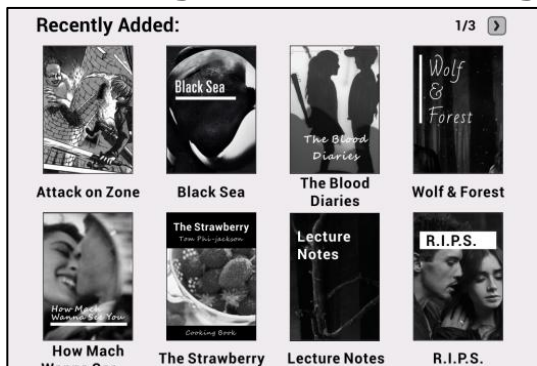 Recently Added:
1/3
Black Sea
The Blood
Diaries
Wolf
&
Forest
Attack on Zone
Black Sea
The Blood
Diaries
Wolf & Forest
How Mach
Wanna See You
The Strawberry
Tom Phi-jackson
Cooking Book
Lecture
Notes
R.I.P.S.
How Mach
Wanna See
The Strawberry
Lecture Notes
R.I.P.S.